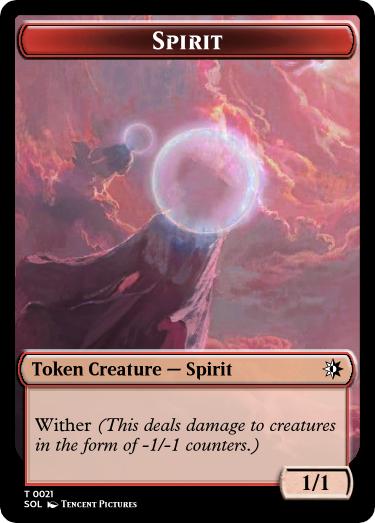 Spirit
Token Creature — Spirit
Wither (This deals damage to creatures
in the form of -1/-1 counters.)
1/1
T 0021
SOL Tencent Pictures